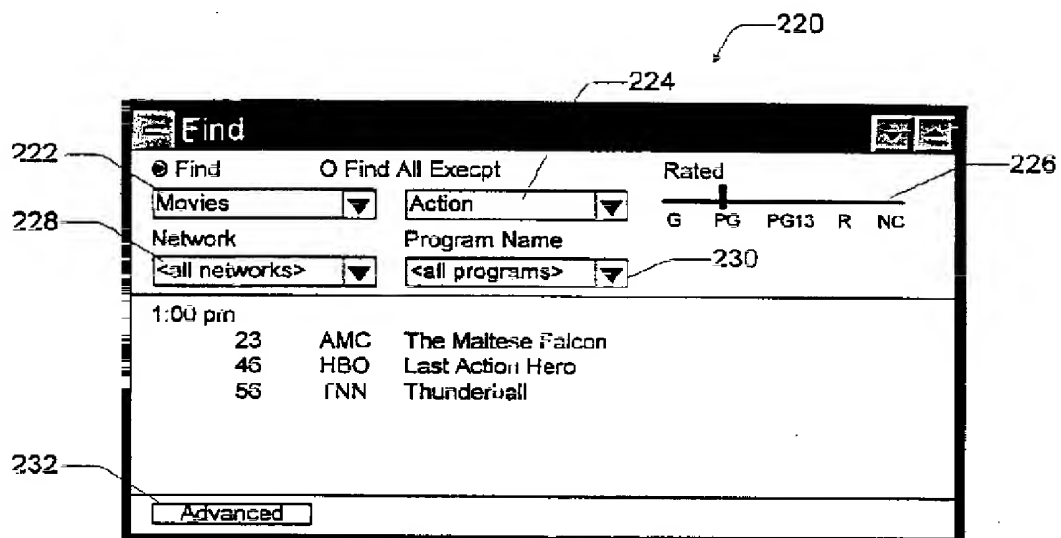 220
224
Find
222
Find
Find All Execpt
Rated
226
Movies
Action
G PG PG13 R NC
228
Network
Program Name
<all networks>
<all programs>
230
1:00 pm
23 AMC The Maltese Falcon
46 HBO Last Action Hero
56 TNN Thunderball
232
Advanced